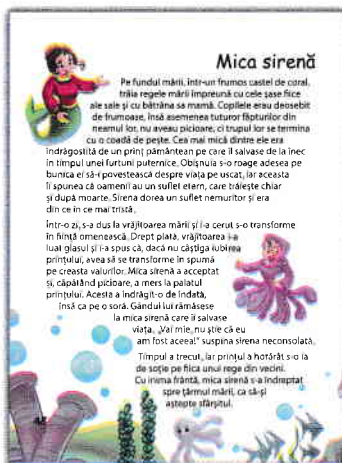 Mica sirenă
Pe fundul mării, într-un frumos castel de coral,
trăia regele mării împreună cu cele șase fiice
ale sale și cu bătrâna sa mamă. Copilele erau deosebit
de frumoase, însă asemenea tuturor făpturilor din
neamul lor, nu aveau picioare, ci trupul lor se termina
cu o coadă de pește. Cea mai mică dintre ele era
îndrăgostită de un prinț pământean pe care îl salvase de la înec
în timpul unei furtuni puternice. Obișnuia s-o roage adesea pe
bunica ei să-i povestească despre viața pe uscat, iar aceasta
îi spunea că oamenii au un suflet etern, care trăiește chiar
și după moarte. Sirena dorea un suflet nemuritor și era
din ce în ce mai tristă.
Într-o zi, s-a dus la vrăjitoarea mării și i-a cerut s-o transforme
în ființă omenească. Drept plată, vrăjitoarea i-a
luat glasul și i-a spus că, dacă nu câștiga iubirea
prințului, avea să se transforme în spumă
pe creasta valurilor. Mica sirenă a acceptat
și, căpătând picioare, a mers la palatul
prințului. Acesta a îndrăgit-o de îndată,
însă ca pe o soră. Gândul lui rămăsese
la mica sirenă care îi salvase
viața. „Vai mie, nu știe că eu
am fost aceea!” suspina sirena neconsolată.
Timpul a trecut, iar prințul a hotărât s-o ia
de soție pe fiica unui rege din vecini.
Cu inima frântă, mica sirenă s-a îndreptat
spre țărmul mării, ca să-și
aștepte sfârșitul.